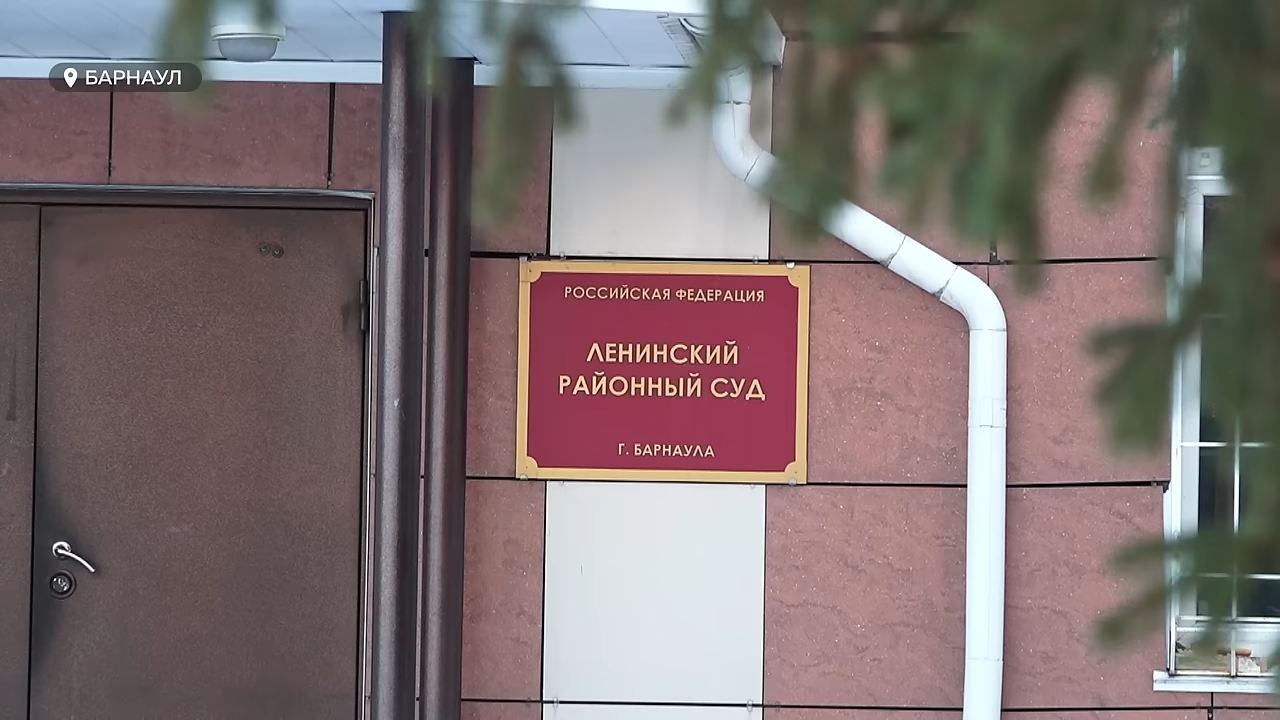 БАРНАУЛ
РОССИЙСКАЯ ФЕДЕРАЦИЯ
ЛЕНИНСКИЙ
РАЙОННЫЙ СУД
Г. БАРНАУЛА